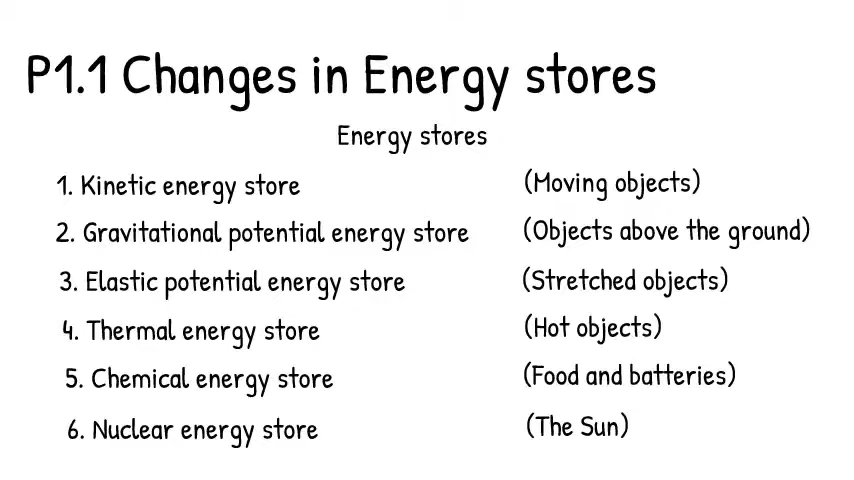 P1.1 Changes in Energy stores
Energy stores
1. Kinetic energy store (Moving objects)
2. Gravitational potential energy store (Objects above the ground)
3. Elastic potential energy store (Stretched objects)
4. Thermal energy store (Hot objects)
5. Chemical energy store (Food and batteries)
6. Nuclear energy store (The Sun)